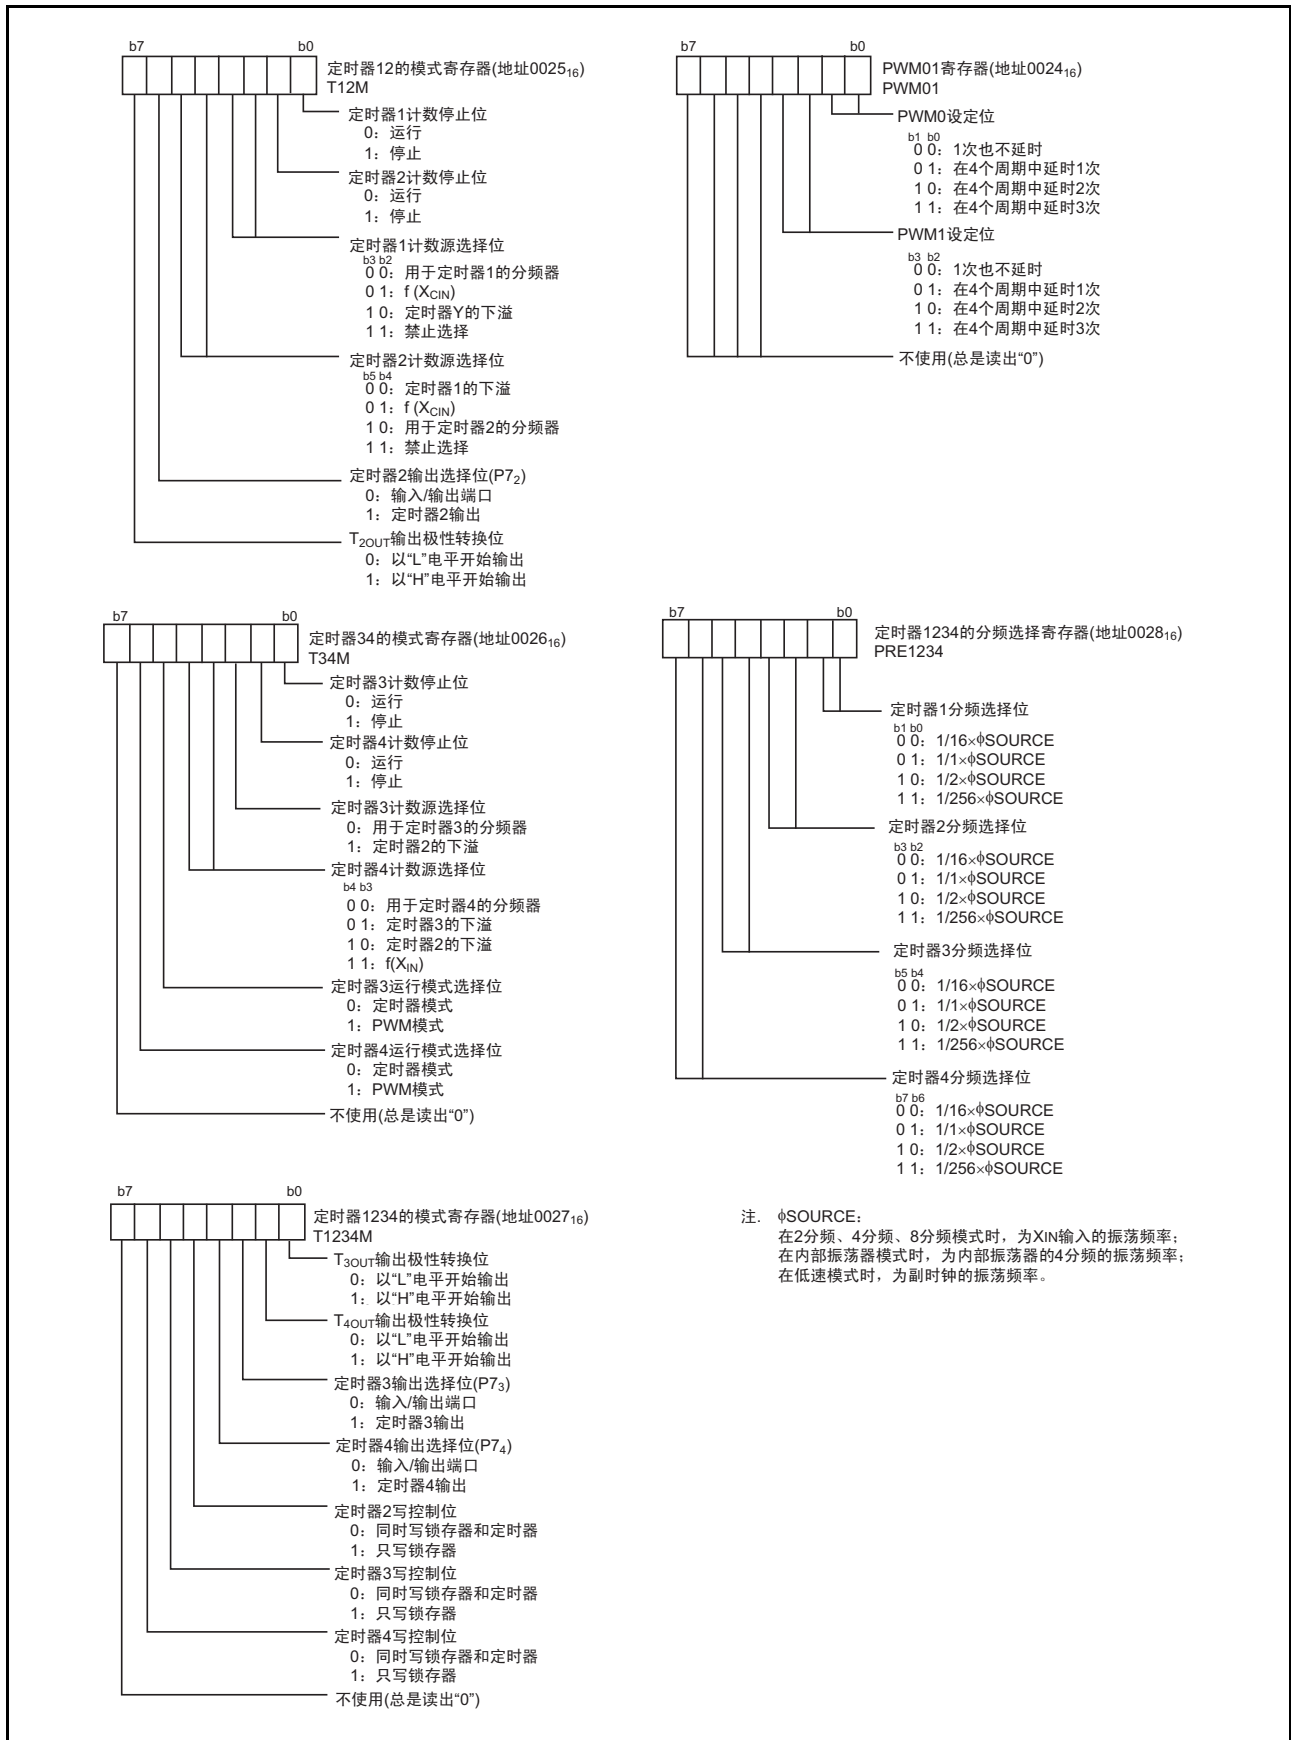 b7 b0
定时器12的模式寄存器(地址0025₁₆)
T12M
定时器1计数停止位
0：运行
1：停止
定时器2计数停止位
0：运行
1：停止
定时器1计数源选择位
b3 b2
0 0：用于定时器1的分频器
0 1：f (X_CIN)
1 0：定时器Y的下溢
1 1：禁止选择
定时器2计数源选择位
b5 b4
0 0：定时器1的下溢
0 1：f (X_CIN)
1 0：用于定时器2的分频器
1 1：禁止选择
定时器2输出选择位(P7₂)
0：输入/输出端口
1：定时器2输出
T_2OUT输出极性转换位
0：以“L”电平开始输出
1：以“H”电平开始输出
b7 b0
PWM01寄存器(地址0024₁₆)
PWM01
PWM0设定位
b1 b0
0 0：1次也不延时
0 1：在4个周期中延时1次
1 0：在4个周期中延时2次
1 1：在4个周期中延时3次
PWM1设定位
b3 b2
0 0：1次也不延时
0 1：在4个周期中延时1次
1 0：在4个周期中延时2次
1 1：在4个周期中延时3次
不使用(总是读出“0”)
b7 b0
定时器34的模式寄存器(地址0026₁₆)
T34M
定时器3计数停止位
0：运行
1：停止
定时器4计数停止位
0：运行
1：停止
定时器3计数源选择位
0：用于定时器3的分频器
1：定时器2的下溢
定时器4计数源选择位
b4 b3
0 0：用于定时器4的分频器
0 1：定时器3的下溢
1 0：定时器2的下溢
1 1：f(X_IN)
定时器3运行模式选择位
0：定时器模式
1：PWM模式
定时器4运行模式选择位
0：定时器模式
1：PWM模式
不使用(总是读出“0”)
b7 b0
定时器1234的分频选择寄存器(地址0028₁₆)
PRE1234
定时器1分频选择位
b1 b0
0 0：1/16×ϕSOURCE
0 1：1/1×ϕSOURCE
1 0：1/2×ϕSOURCE
1 1：1/256×ϕSOURCE
定时器2分频选择位
b3 b2
0 0：1/16×ϕSOURCE
0 1：1/1×ϕSOURCE
1 0：1/2×ϕSOURCE
1 1：1/256×ϕSOURCE
定时器3分频选择位
b5 b4
0 0：1/16×ϕSOURCE
0 1：1/1×ϕSOURCE
1 0：1/2×ϕSOURCE
1 1：1/256×ϕSOURCE
定时器4分频选择位
b7 b6
0 0：1/16×ϕSOURCE
0 1：1/1×ϕSOURCE
1 0：1/2×ϕSOURCE
1 1：1/256×ϕSOURCE
b7 b0
定时器1234的模式寄存器(地址0027₁₆)
T1234M
T_3OUT输出极性转换位
0：以“L”电平开始输出
1：以“H”电平开始输出
T_4OUT输出极性转换位
0：以“L”电平开始输出
1：以“H”电平开始输出
定时器3输出选择位(P7₃)
0：输入/输出端口
1：定时器3输出
定时器4输出选择位(P7₄)
0：输入/输出端口
1：定时器4输出
定时器2写控制位
0：同时写锁存器和定时器
1：只写锁存器
定时器3写控制位
0：同时写锁存器和定时器
1：只写锁存器
定时器4写控制位
0：同时写锁存器和定时器
1：只写锁存器
不使用(总是读出“0”)
注. ϕSOURCE：
在2分频、4分频、8分频模式时，为XIN输入的振荡频率；
在内部振荡器模式时，为内部振荡器的4分频的振荡频率；
在低速模式时，为副时钟的振荡频率。